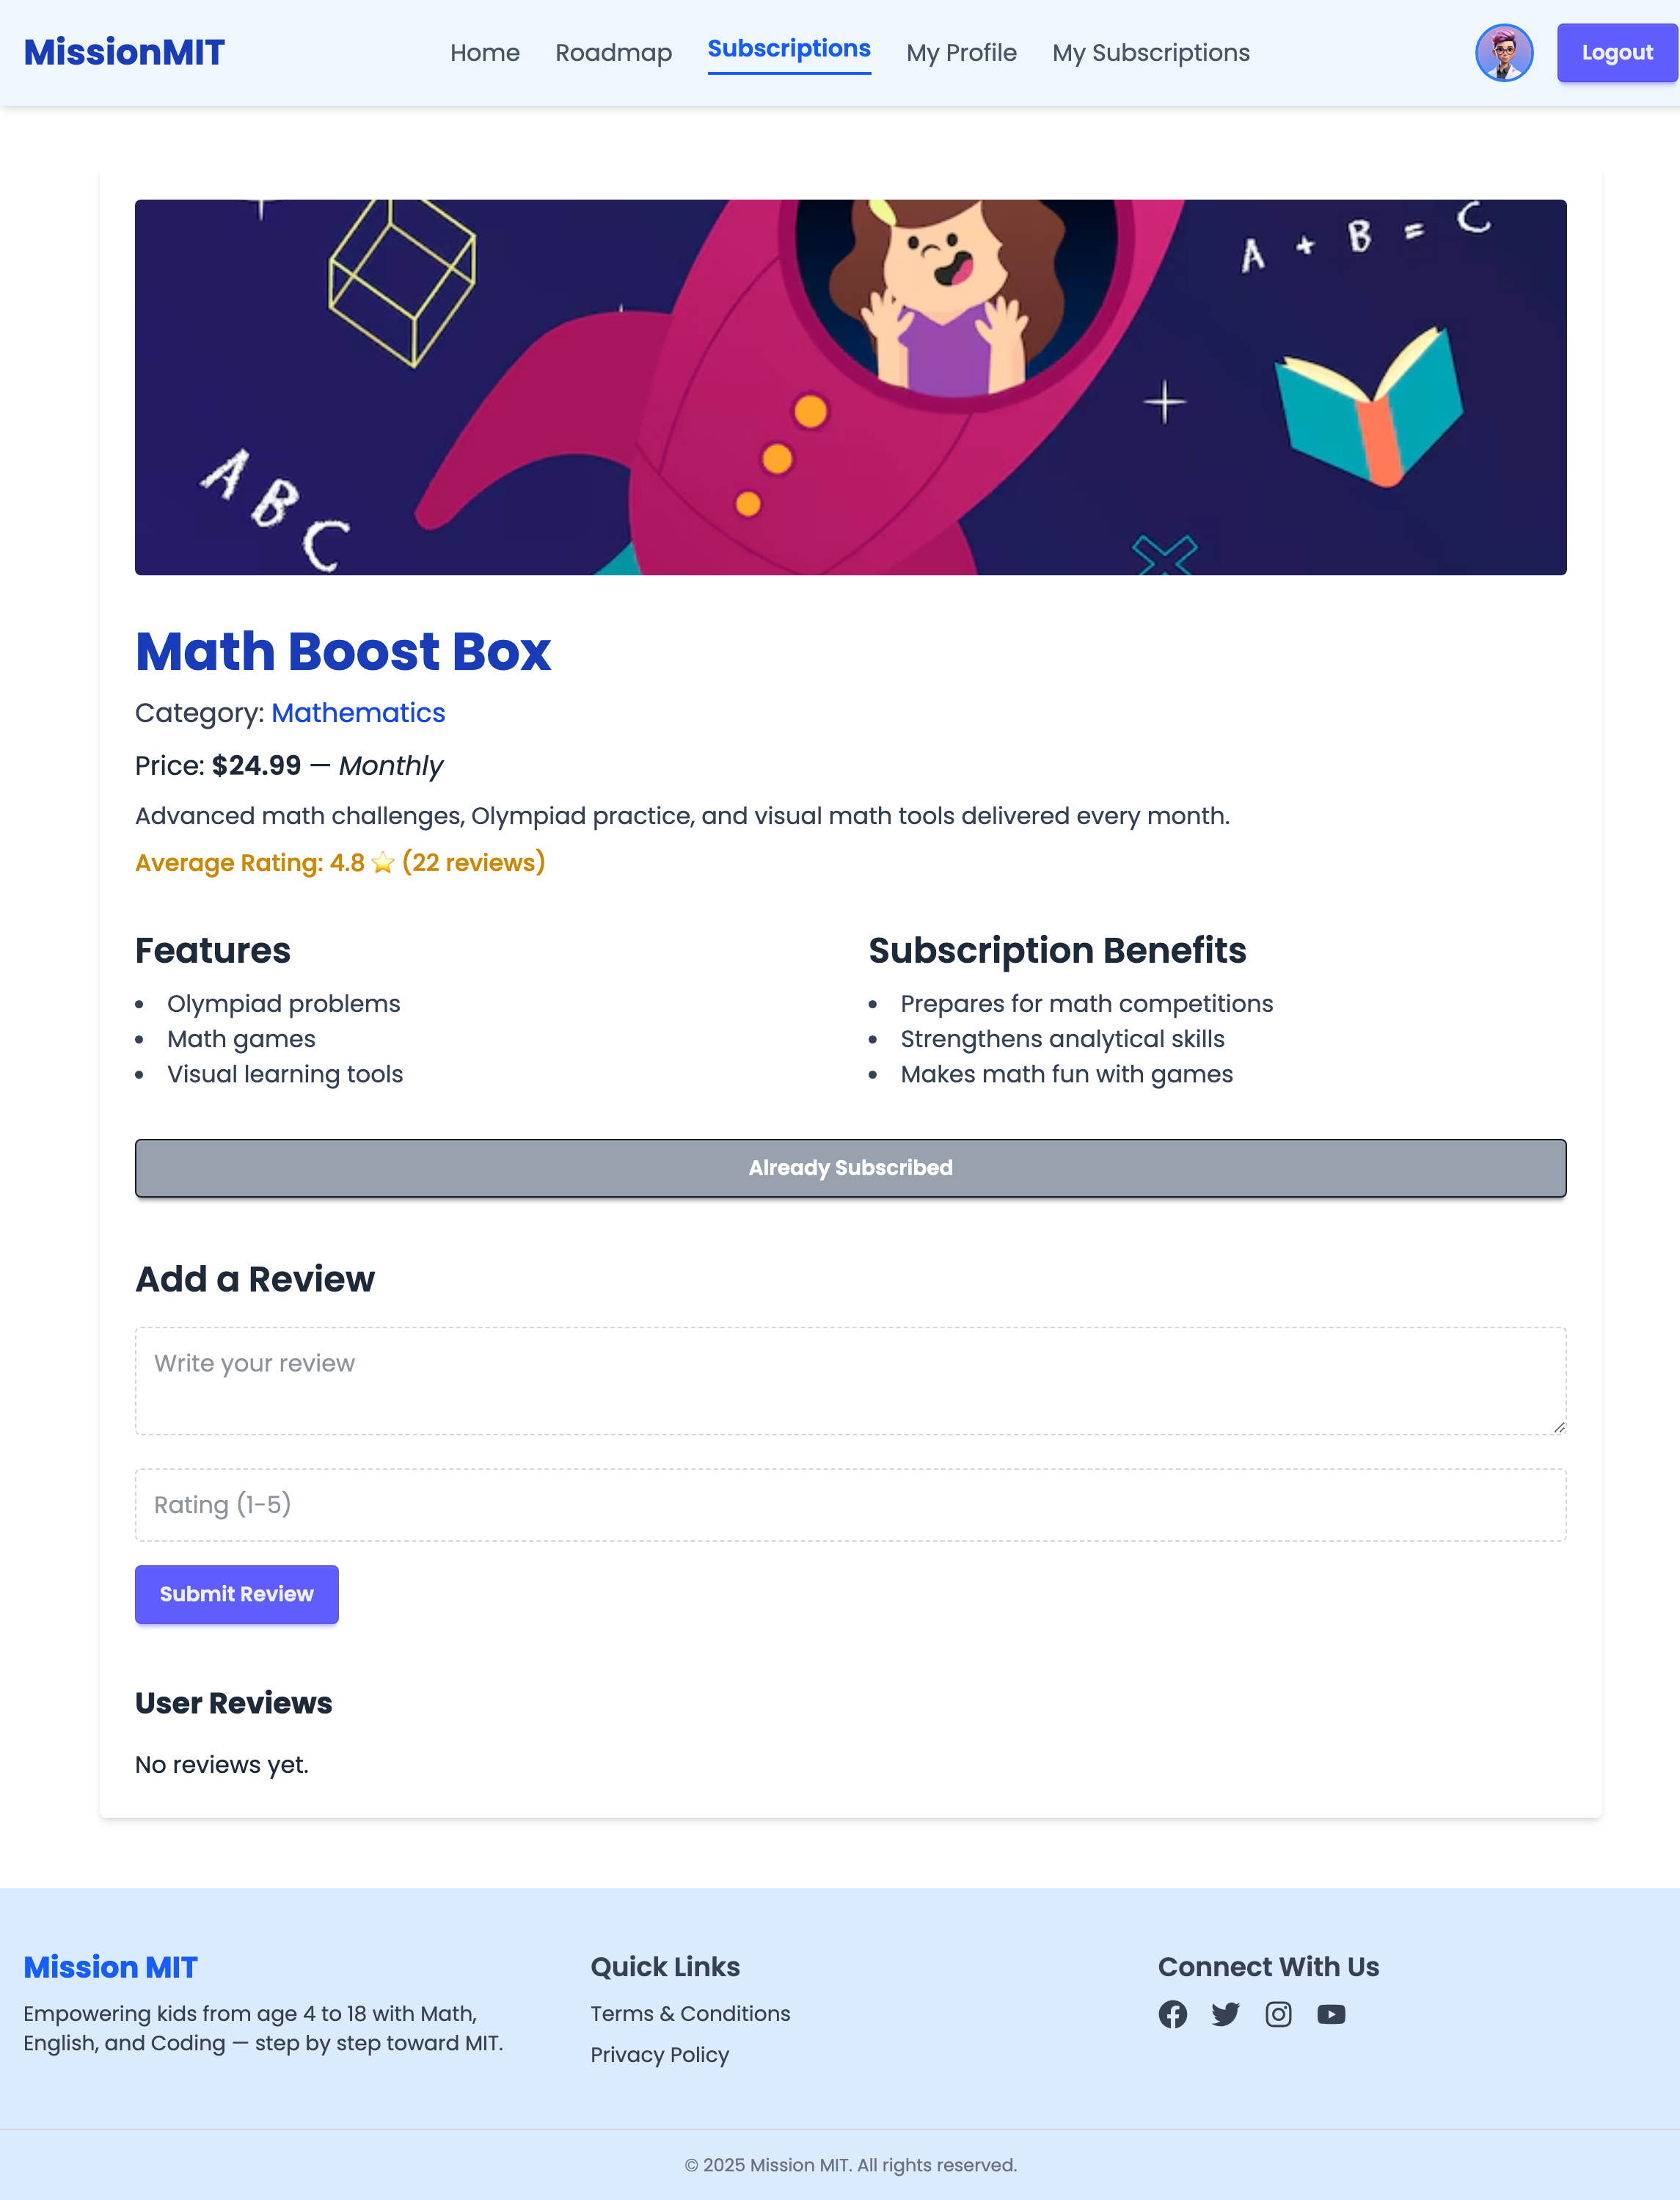 MissionMIT
Home
Roadmap
Subscriptions
My Profile
My Subscriptions
Logout
A + B = C
A B C
Math Boost Box
Category: Mathematics
Price: $24.99 — Monthly
Advanced math challenges, Olympiad practice, and visual math tools delivered every month.
Average Rating: 4.8 ⭐ (22 reviews)
Features
• Olympiad problems
• Math games
• Visual learning tools
Subscription Benefits
• Prepares for math competitions
• Strengthens analytical skills
• Makes math fun with games
Already Subscribed
Add a Review
Write your review
Rating (1-5)
Submit Review
User Reviews
No reviews yet.
Mission MIT
Empowering kids from age 4 to 18 with Math,
English, and Coding — step by step toward MIT.
Quick Links
Terms & Conditions
Privacy Policy
Connect With Us
© 2025 Mission MIT. All rights reserved.